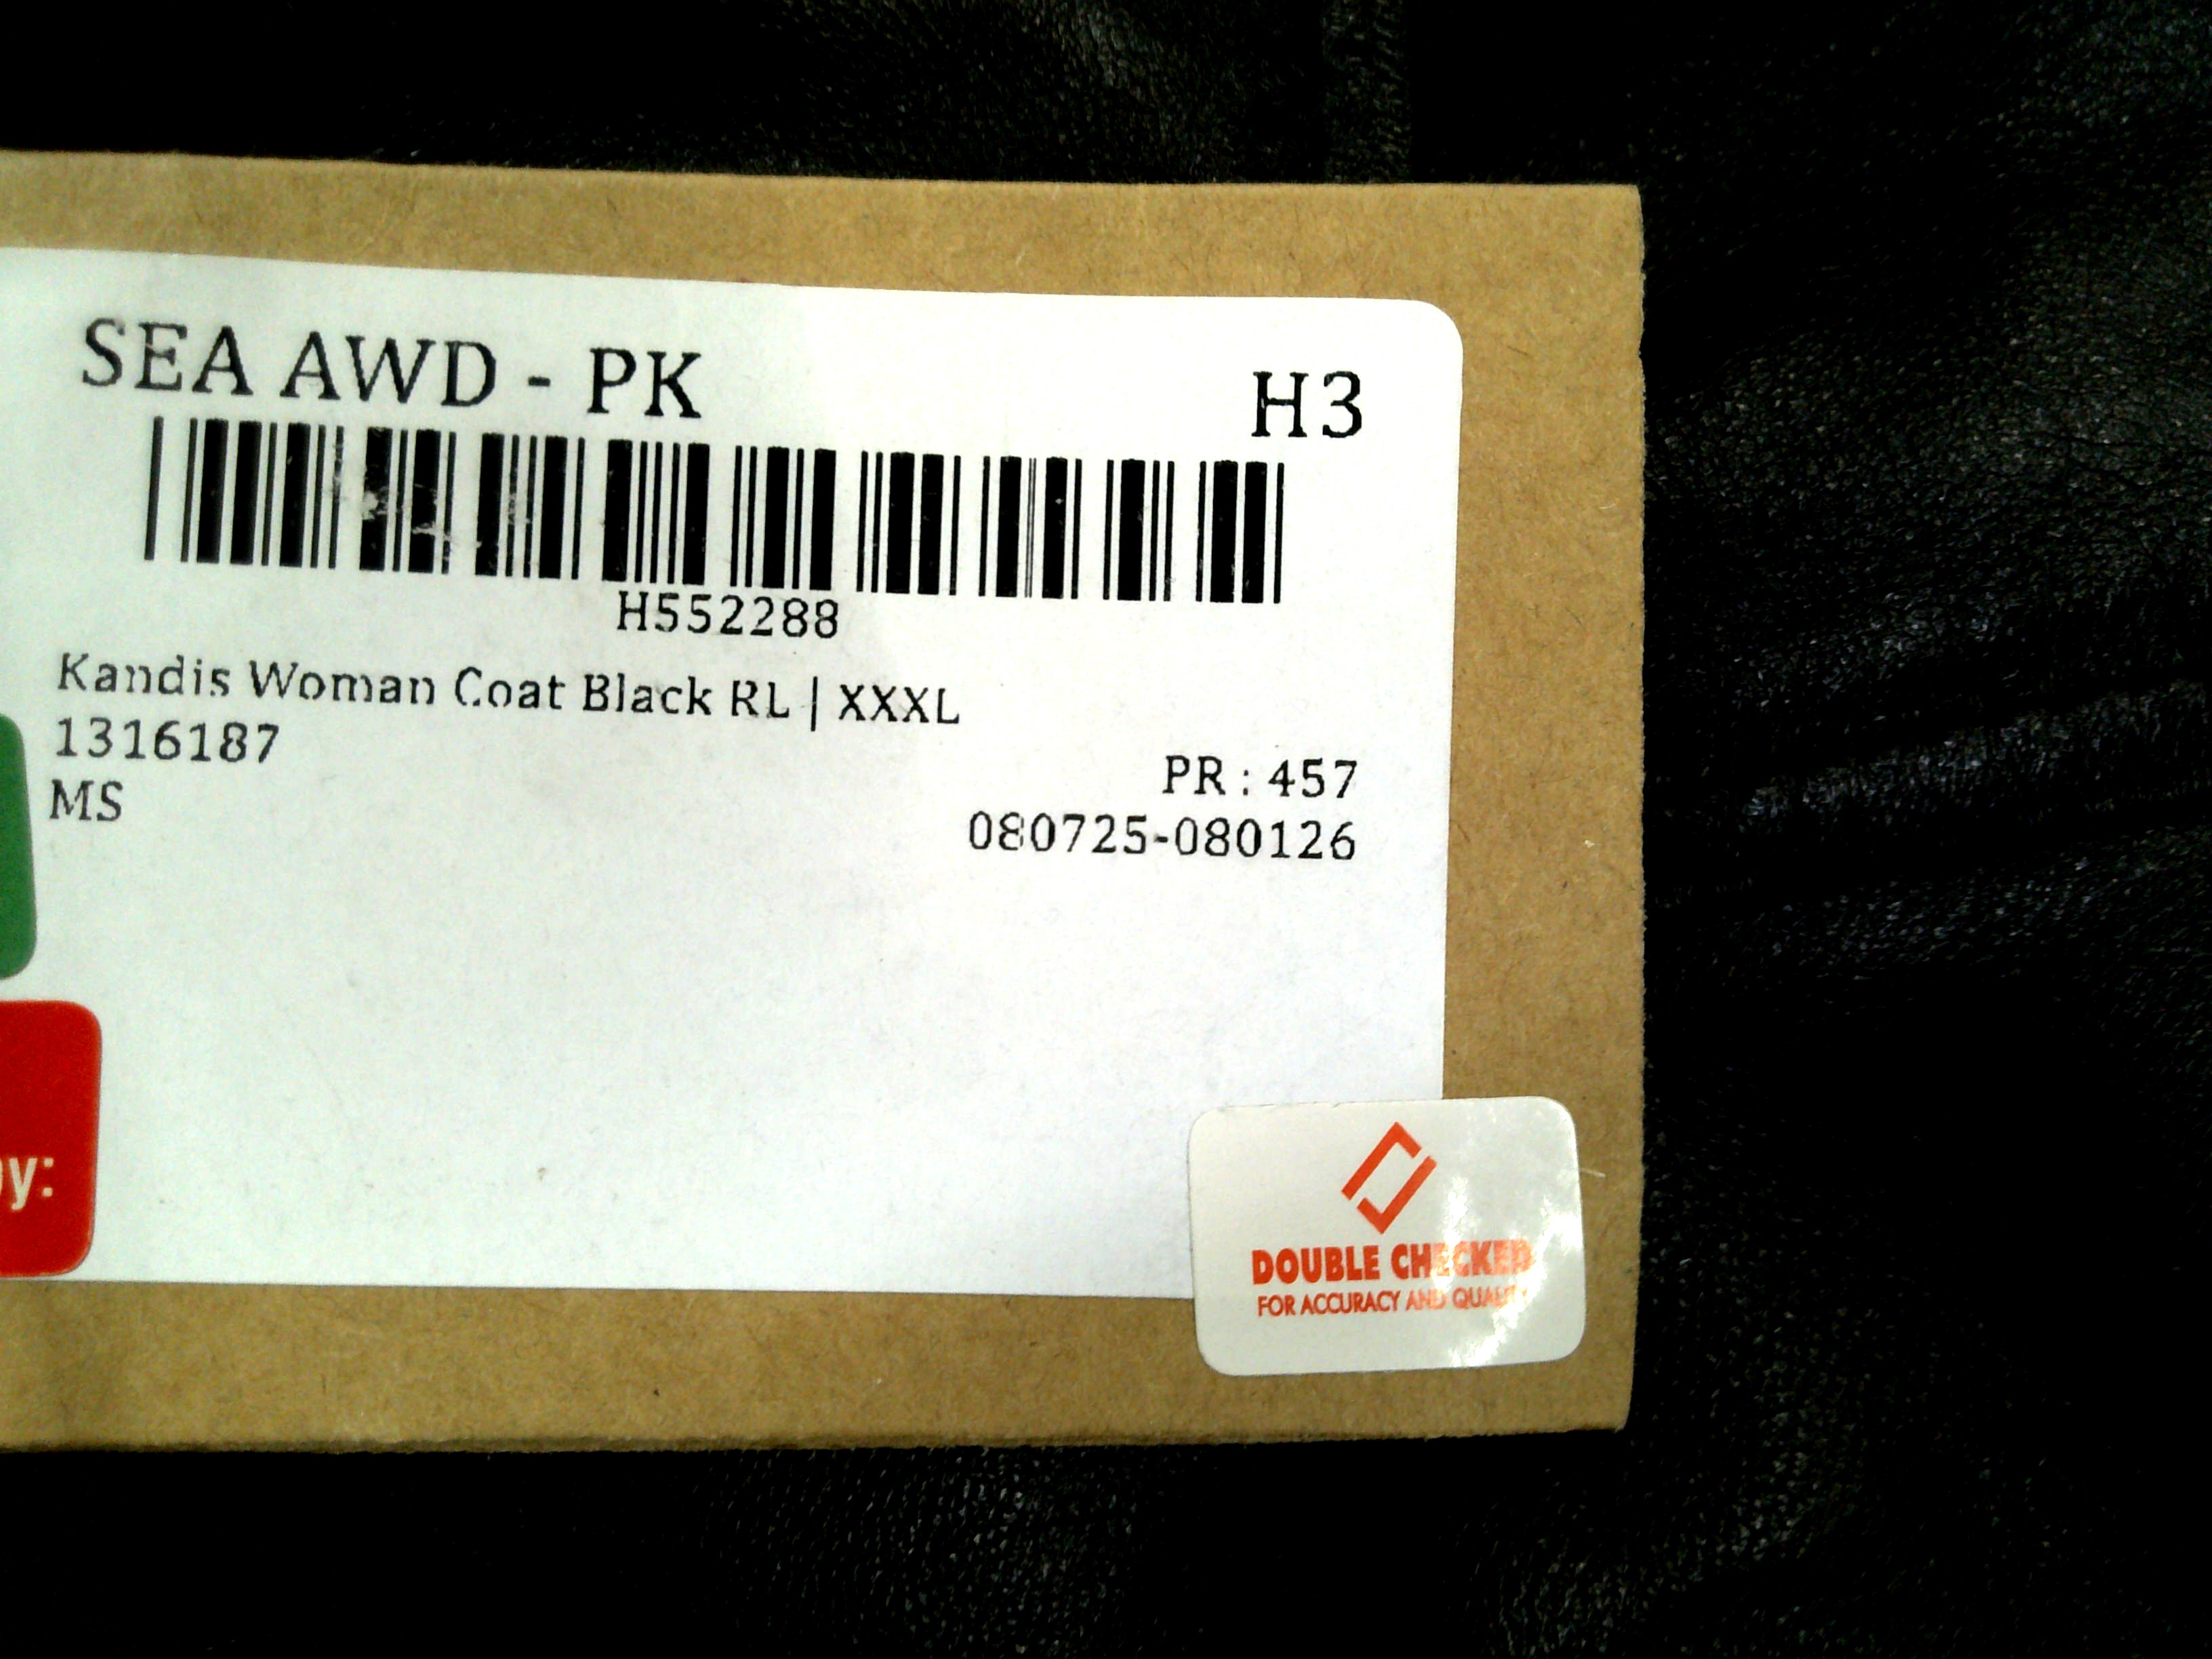 SEA AWD - PK
H3
H552288
Kandis Woman Coat Black RL | XXXL
1316187
PR : 457
MS
080725-080126
by:
DOUBLE CHECKED
FOR ACCURACY AND QUALITY